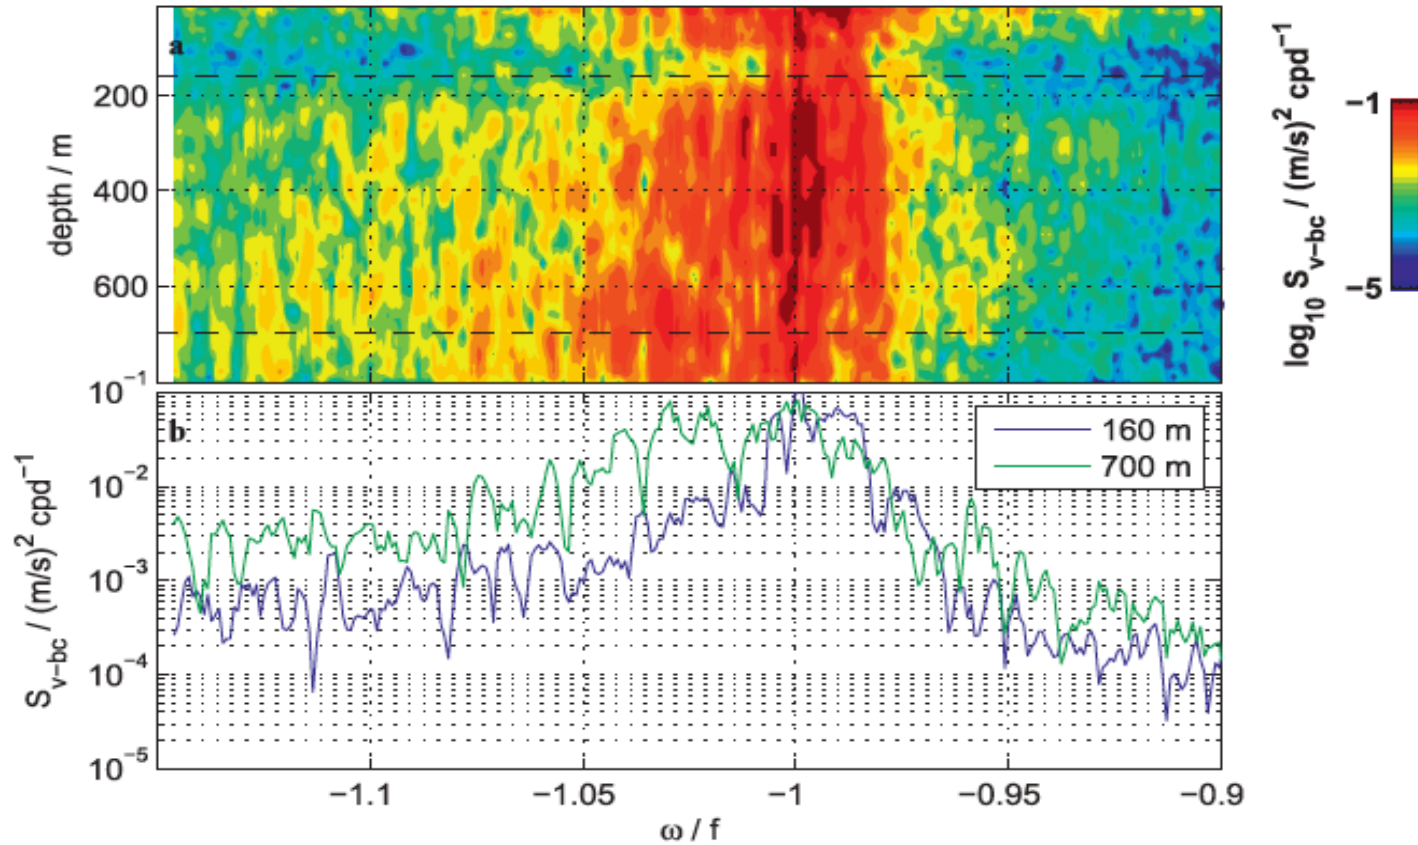 a
200
400
600
depth / m
−1
−5
log10 Sv−bc / (m/s)² cpd⁻¹
10⁻¹
10
b
10⁻²
10⁻³
10⁻⁴
10⁻⁵
Sv−bc / (m/s)² cpd⁻¹
160 m
700 m
−1.1
−1.05
−1
−0.95
−0.9
ω / f